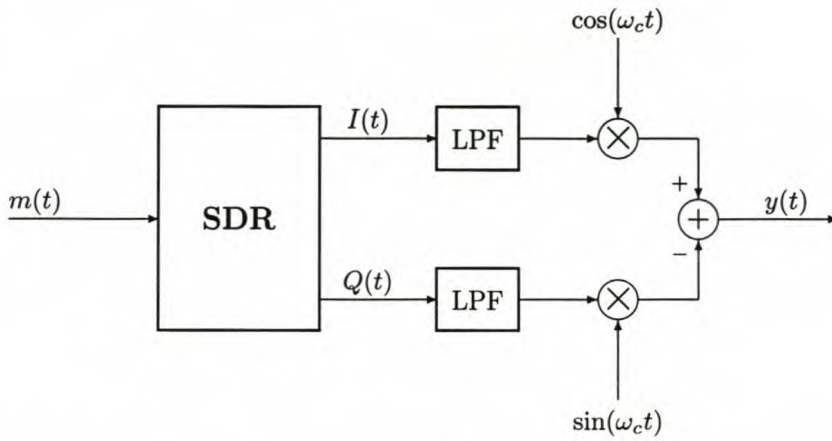 cos(ω_c t)
I(t)
LPF
m(t)
SDR
+
y(t)
−
Q(t)
LPF
sin(ω_c t)